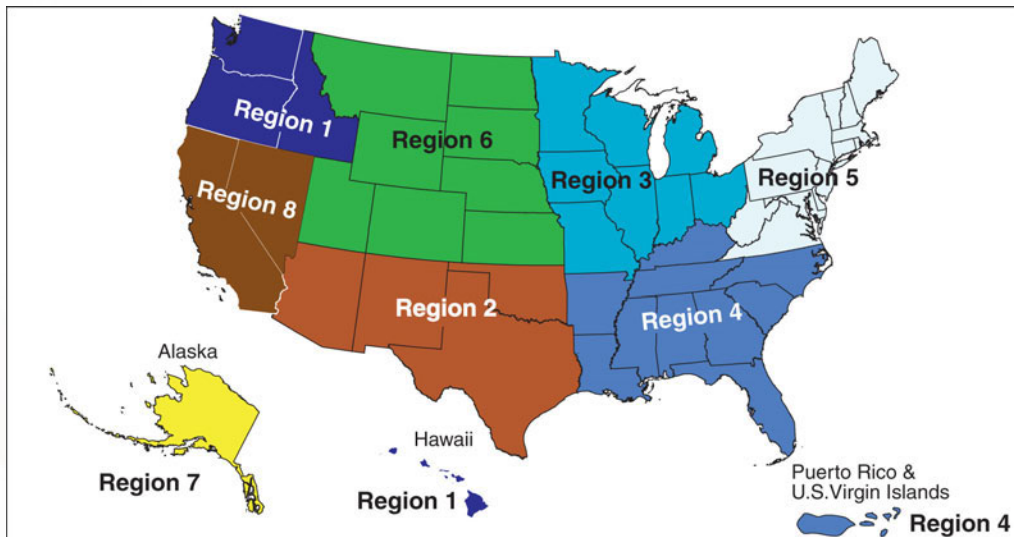 Region 1
Region 6
Region 3
Region 5
Region 8
Region 2
Region 4
Alaska
Region 7
Hawaii
Region 1
Puerto Rico &
U.S.Virgin Islands
Region 4